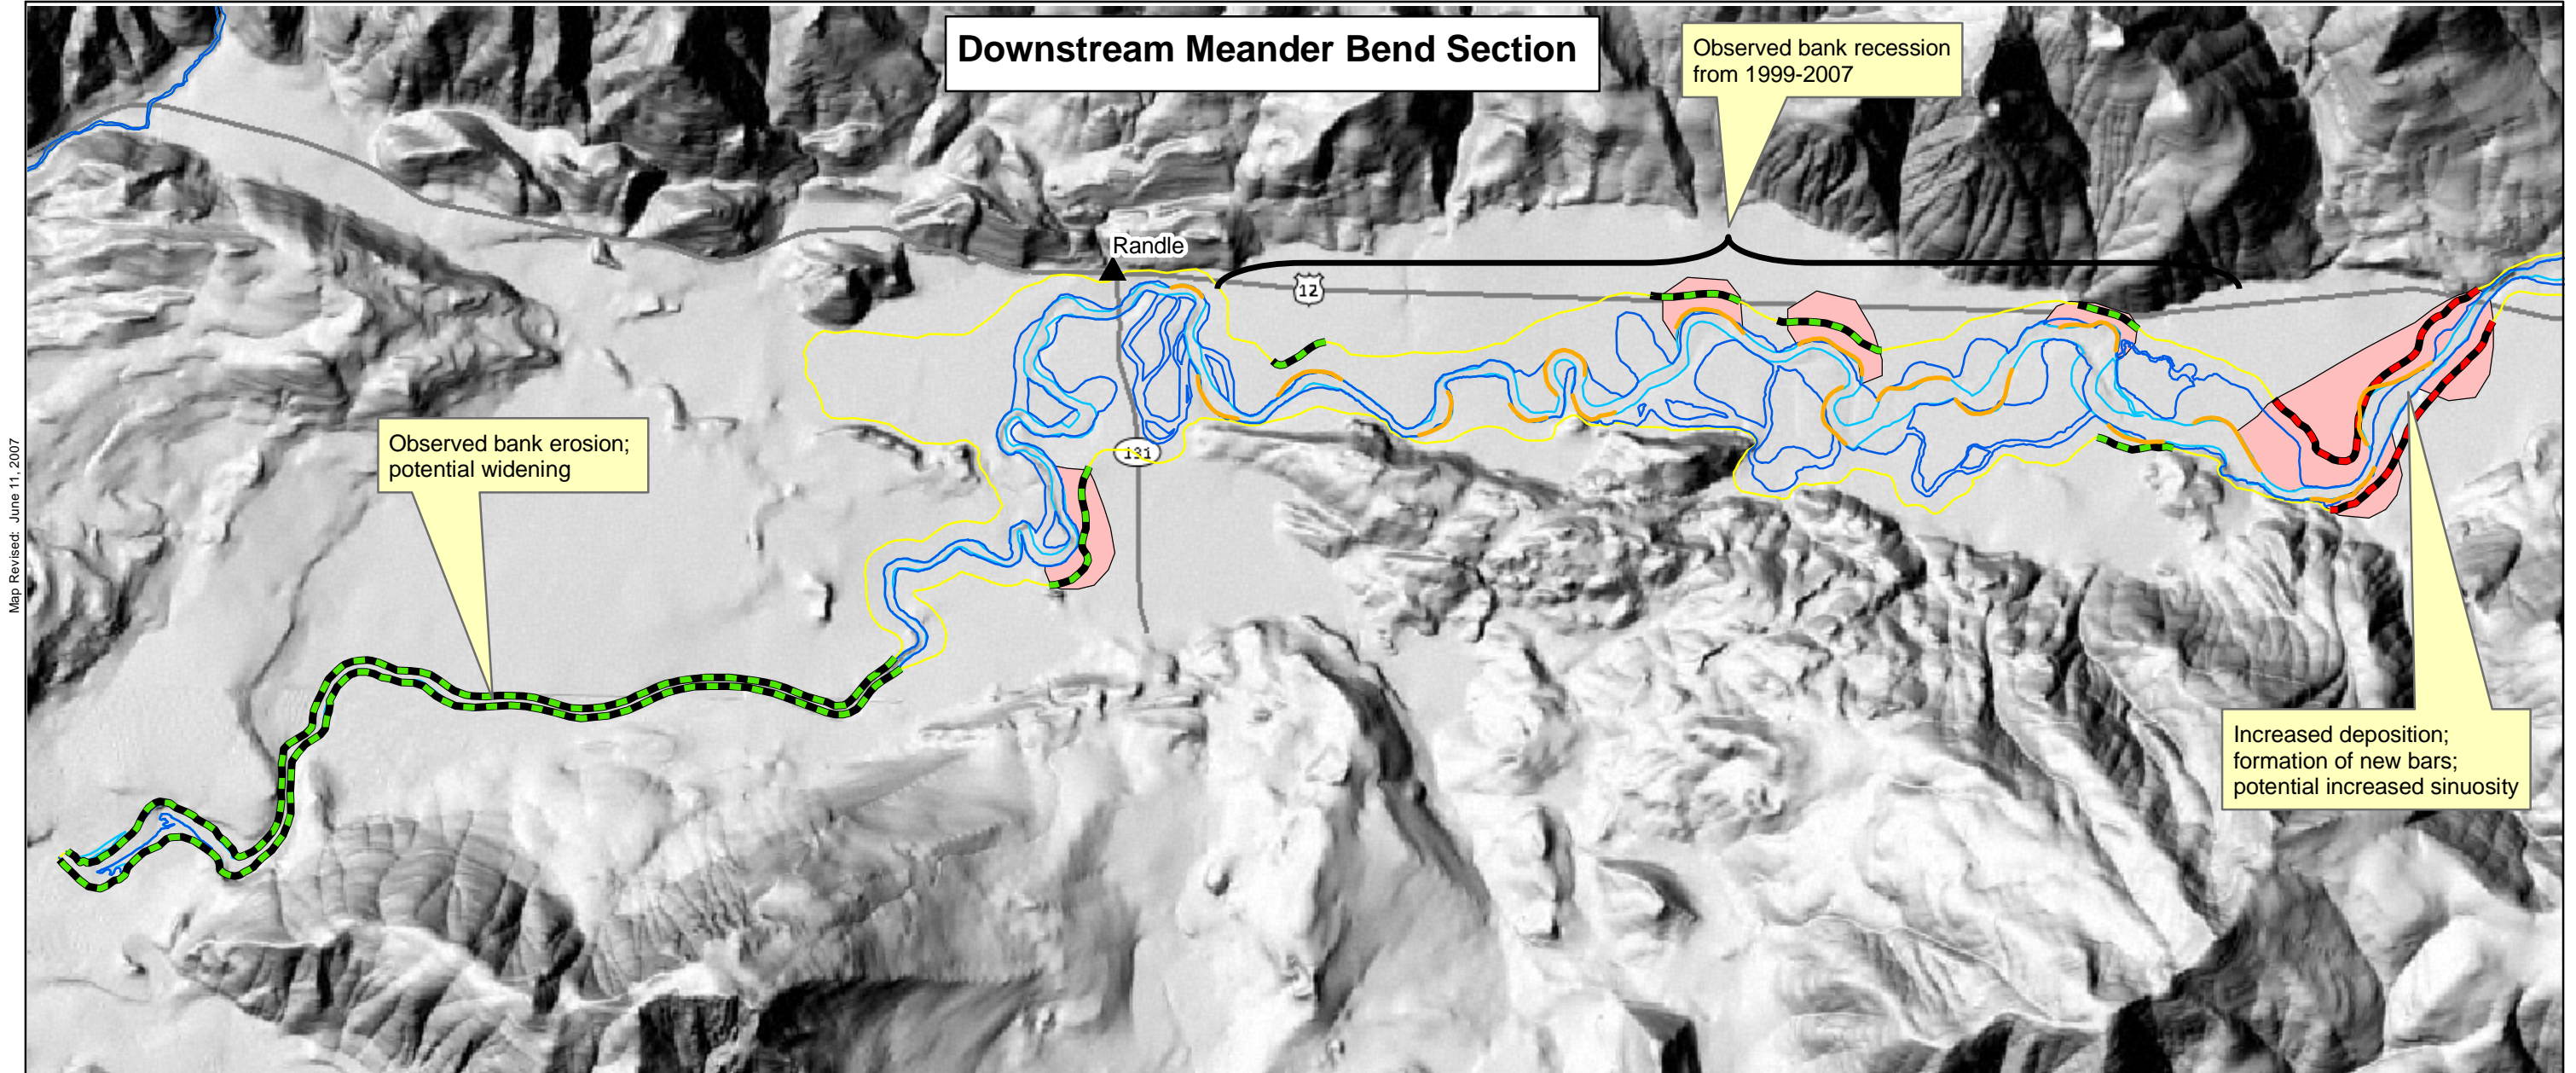 Downstream Meander Bend Section
Observed bank recession
from 1999-2007
Randle
12
131
Observed bank erosion;
potential widening
Increased deposition;
formation of new bars;
potential increased sinuosity
Map Revised: June 11, 2007